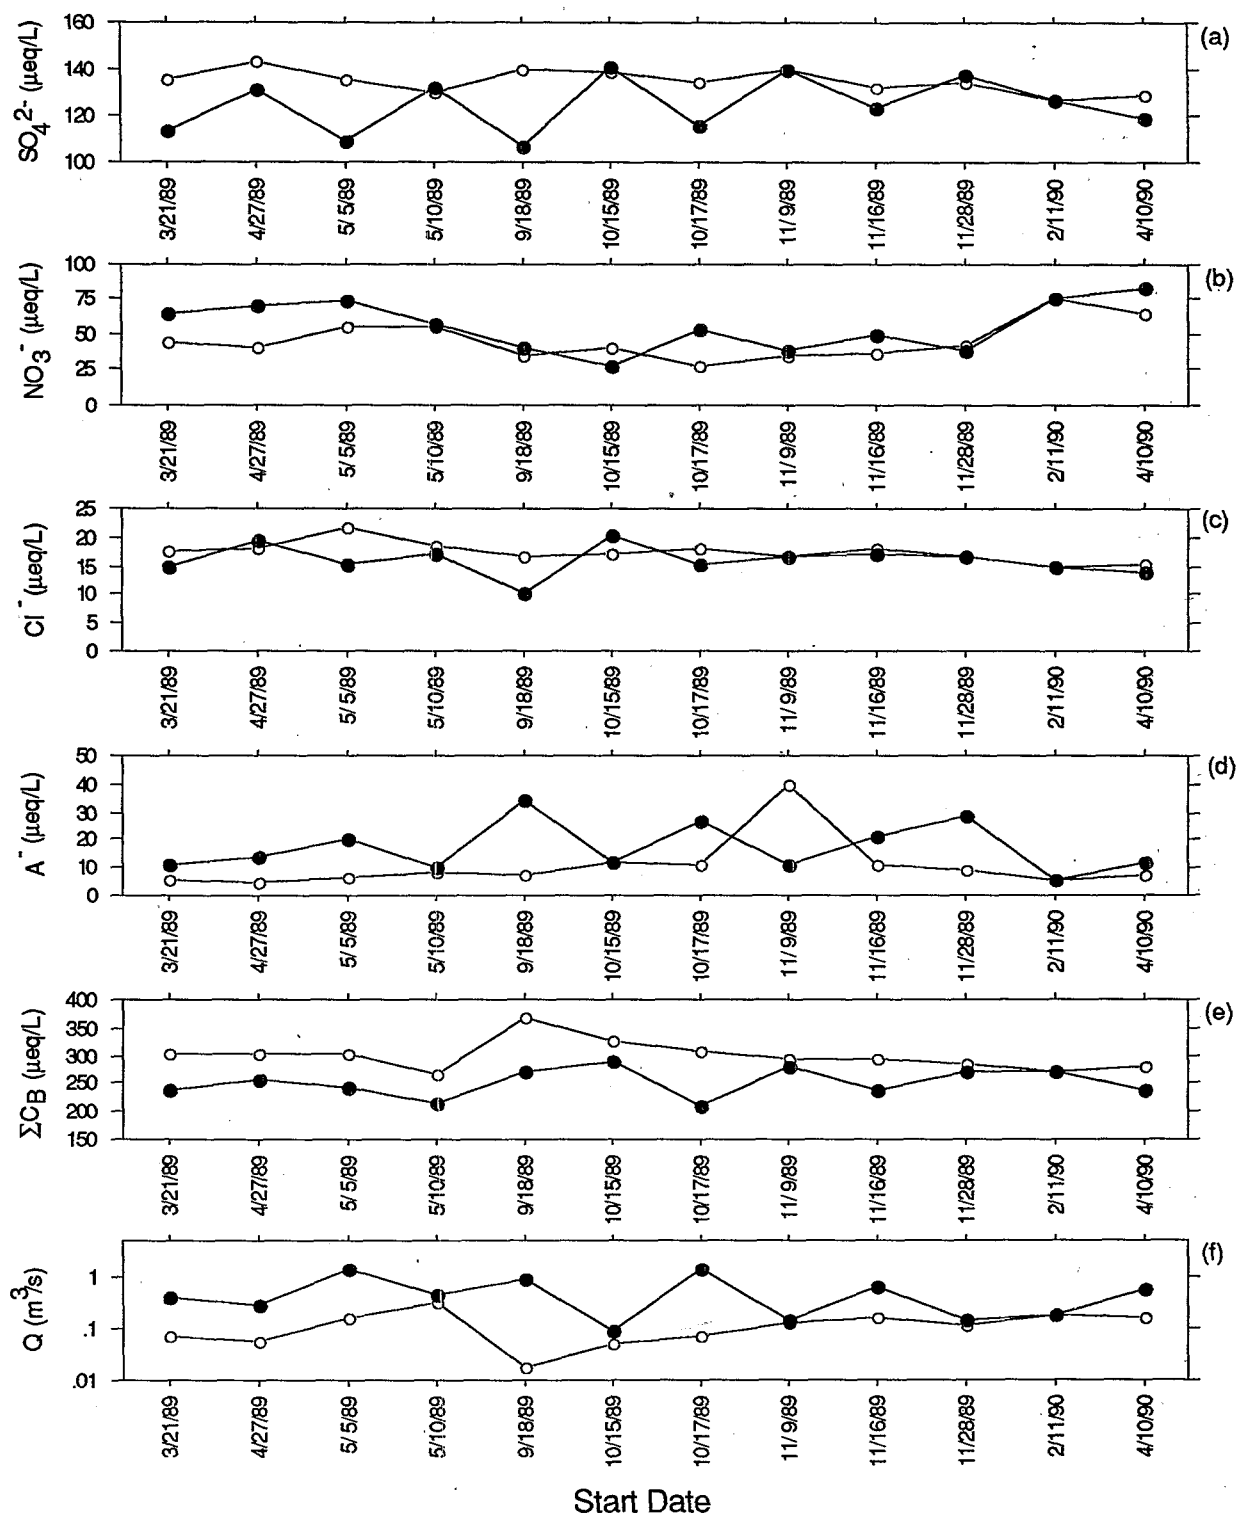 (a)
SO₄²⁻ (μeq/L)
160
140
120
100
3/21/89 4/27/89 5/5/89 5/10/89 9/18/89 10/15/89 10/17/89 11/9/89 11/16/89 11/28/89 2/11/90 4/10/90
(b)
NO₃⁻ (μeq/L)
100
75
50
25
0
3/21/89 4/27/89 5/5/89 5/10/89 9/18/89 10/15/89 10/17/89 11/9/89 11/16/89 11/28/89 2/11/90 4/10/90
(c)
Cl⁻ (μeq/L)
25
20
15
10
5
0
3/21/89 4/27/89 5/5/89 5/10/89 9/18/89 10/15/89 10/17/89 11/9/89 11/16/89 11/28/89 2/11/90 4/10/90
(d)
A⁻ (μeq/L)
50
40
30
20
10
0
3/21/89 4/27/89 5/5/89 5/10/89 9/18/89 10/15/89 10/17/89 11/9/89 11/16/89 11/28/89 2/11/90 4/10/90
(e)
ΣC_B (μeq/L)
400
350
300
250
200
150
3/21/89 4/27/89 5/5/89 5/10/89 9/18/89 10/15/89 10/17/89 11/9/89 11/16/89 11/28/89 2/11/90 4/10/90
(f)
Q (m³/s)
1
.1
.01
3/21/89 4/27/89 5/5/89 5/10/89 9/18/89 10/15/89 10/17/89 11/9/89 11/16/89 11/28/89 2/11/90 4/10/90
Start Date